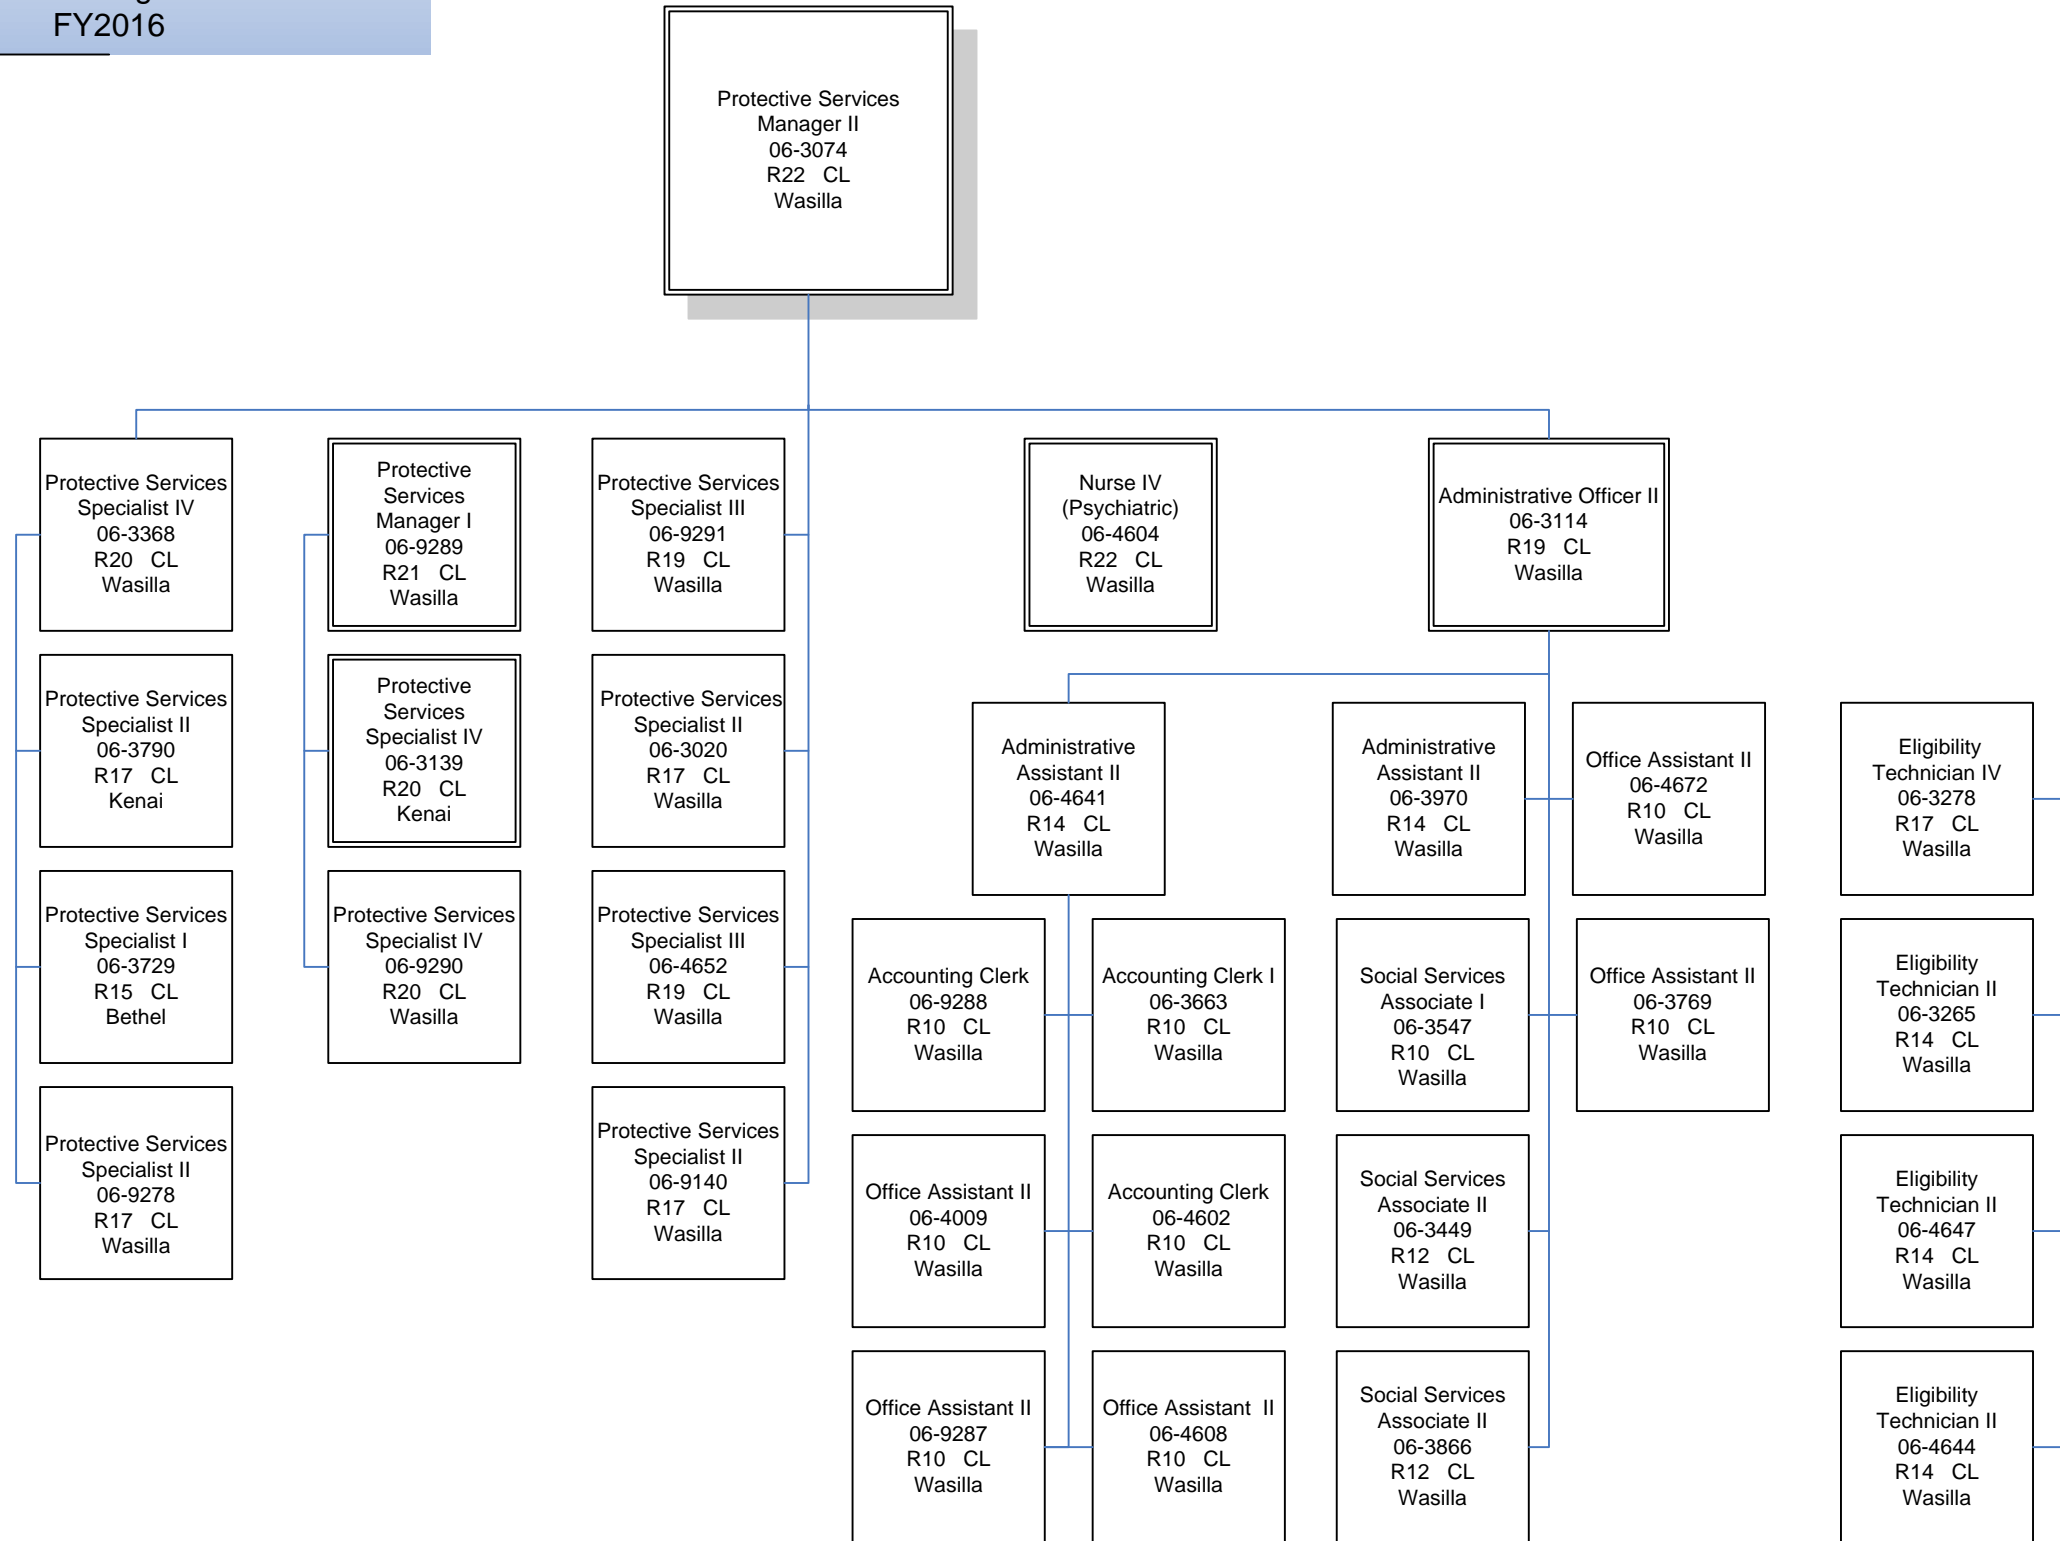 FY2016
Protective Services
Manager II
06-3074
R22 CL
Wasilla
Protective Services
Specialist IV
06-3368
R20 CL
Wasilla
Protective
Services
Manager I
06-9289
R21 CL
Wasilla
Protective Services
Specialist III
06-9291
R19 CL
Wasilla
Nurse IV
(Psychiatric)
06-4604
R22 CL
Wasilla
Administrative Officer II
06-3114
R19 CL
Wasilla
Protective Services
Specialist II
06-3790
R17 CL
Kenai
Protective
Services
Specialist IV
06-3139
R20 CL
Kenai
Protective Services
Specialist II
06-3020
R17 CL
Wasilla
Administrative
Assistant II
06-4641
R14 CL
Wasilla
Administrative
Assistant II
06-3970
R14 CL
Wasilla
Office Assistant II
06-4672
R10 CL
Wasilla
Eligibility
Technician IV
06-3278
R17 CL
Wasilla
Protective Services
Specialist I
06-3729
R15 CL
Bethel
Protective Services
Specialist IV
06-9290
R20 CL
Wasilla
Protective Services
Specialist III
06-4652
R19 CL
Wasilla
Accounting Clerk
06-9288
R10 CL
Wasilla
Accounting Clerk I
06-3663
R10 CL
Wasilla
Social Services
Associate I
06-3547
R10 CL
Wasilla
Office Assistant II
06-3769
R10 CL
Wasilla
Eligibility
Technician II
06-3265
R14 CL
Wasilla
Protective Services
Specialist II
06-9278
R17 CL
Wasilla
Protective Services
Specialist II
06-9140
R17 CL
Wasilla
Office Assistant II
06-4009
R10 CL
Wasilla
Accounting Clerk
06-4602
R10 CL
Wasilla
Social Services
Associate II
06-3449
R12 CL
Wasilla
Eligibility
Technician II
06-4647
R14 CL
Wasilla
Office Assistant II
06-9287
R10 CL
Wasilla
Office Assistant II
06-4608
R10 CL
Wasilla
Social Services
Associate II
06-3866
R12 CL
Wasilla
Eligibility
Technician II
06-4644
R14 CL
Wasilla